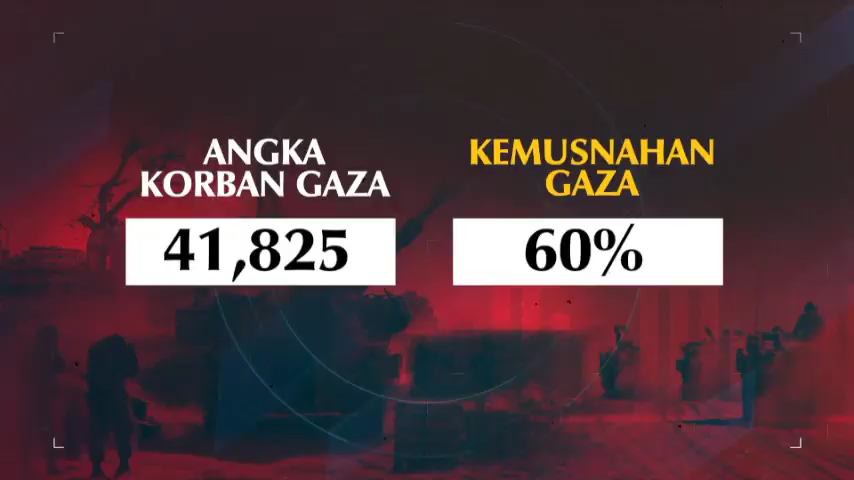 ANGKA
KORBAN GAZA
41,825
KEMUSNAHAN
GAZA
60%